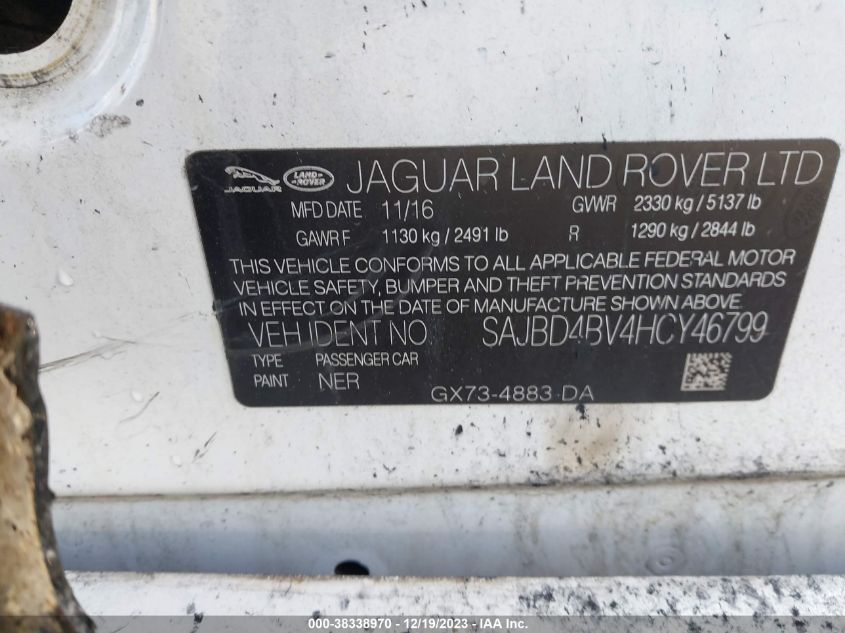 JAGUAR LAND ROVER JAGUAR LAND ROVER LTD
MFD DATE 11/16 GVWR 2330 kg / 5137 lb
GAWR F 1130 kg / 2491 lb R 1290 kg / 2844 lb
THIS VEHICLE CONFORMS TO ALL APPLICABLE FEDERAL MOTOR
VEHICLE SAFETY, BUMPER AND THEFT PREVENTION STANDARDS
IN EFFECT ON THE DATE OF MANUFACTURE SHOWN ABOVE.
VEH IDENT NO SAJBD4BV4HCY46799
TYPE PASSENGER CAR
PAINT NER
GX73-4883-DA
000-38338970 - 12/19/2023 - IAA Inc.